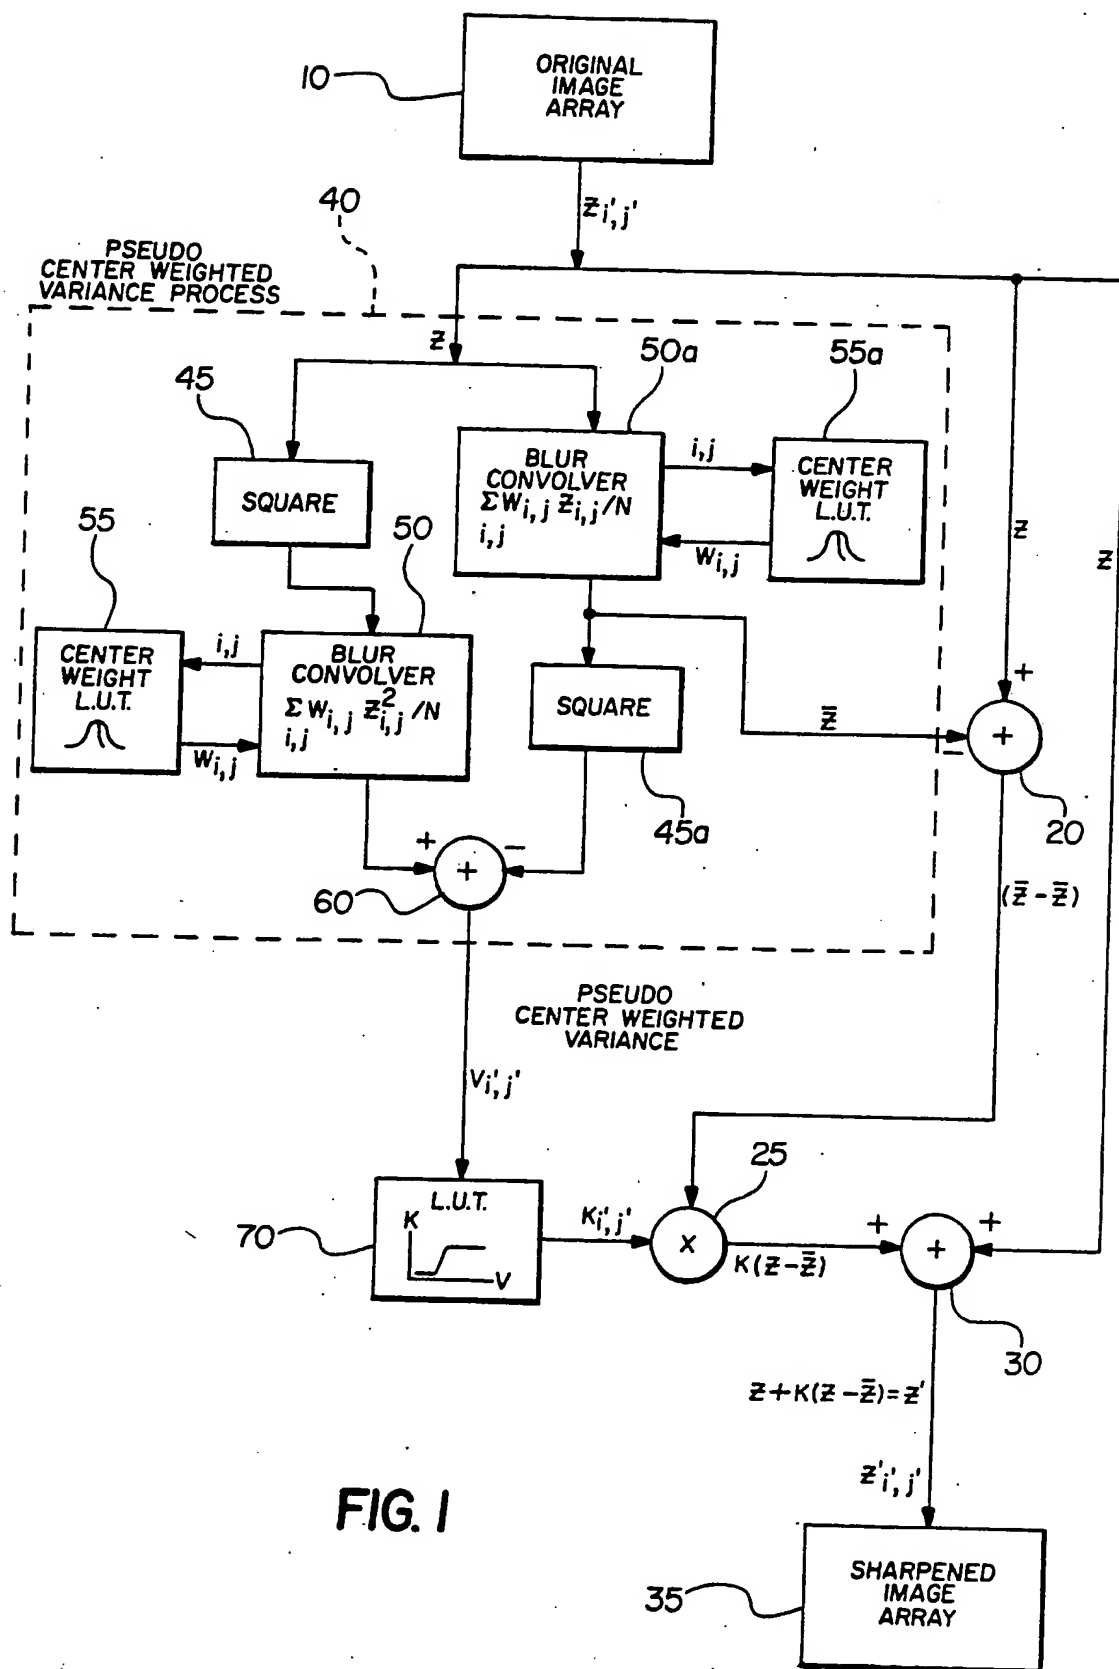 10
ORIGINAL
IMAGE
ARRAY
z i', j'
40
PSEUDO
CENTER WEIGHTED
VARIANCE PROCESS
z
50a
55a
45
SQUARE
BLUR
CONVOLVER
Σ W i,j z i,j /N
i,j
i,j
W i,j
CENTER
WEIGHT
L.U.T.
z
z
55
50
CENTER
WEIGHT
L.U.T.
i,j
W i,j
BLUR
CONVOLVER
Σ W i,j z² i,j /N
i,j
SQUARE
45a
z̄
+
−
+
20
+
−
+
60
(z̄-z̄)
PSEUDO
CENTER WEIGHTED
VARIANCE
V i', j'
70
L.U.T.
K
V
K i', j'
25
x
K(z-z̄)
+
+
+
30
z+K(z-z̄)=z'
z' i', j'
FIG. 1
35
SHARPENED
IMAGE
ARRAY